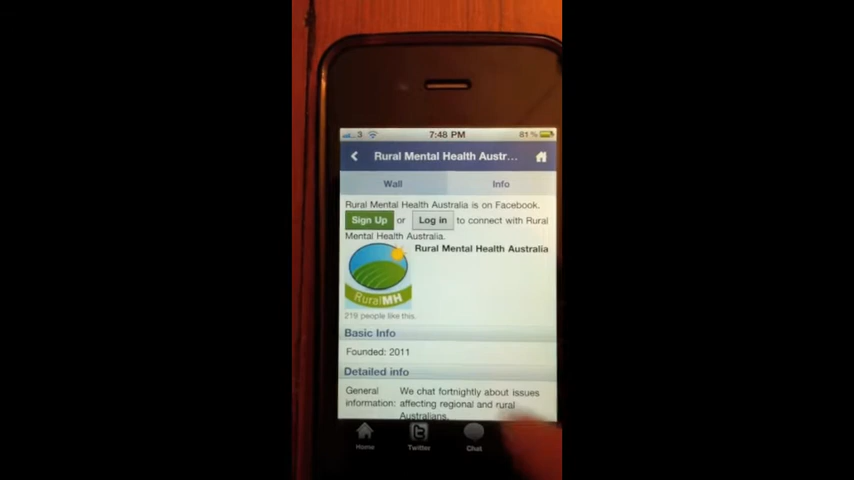 3 7:48 PM 81%
Rural Mental Health Austr...
Wall Info
Rural Mental Health Australia is on Facebook.
Sign Up or Log in to connect with Rural
Mental Health Australia.
Rural Mental Health Australia
RuralMH
219 people like this.
Basic Info
Founded: 2011
Detailed info
General We chat fortnightly about issues
information: affecting regional and rural
Australians.
Home Twitter Chat